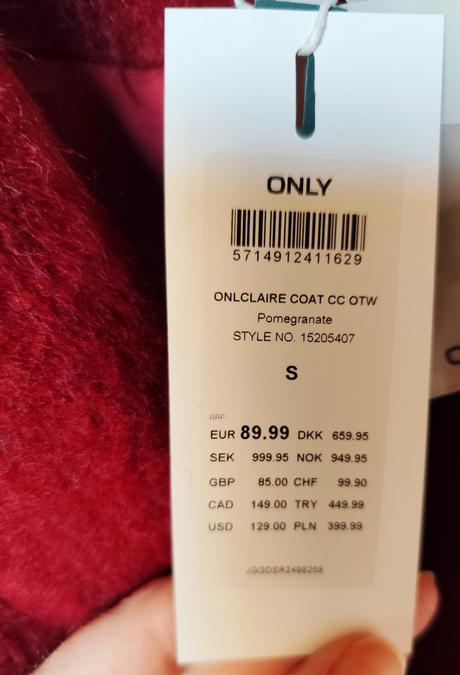 ONLY
5714912411629
ONLCLAIRE COAT CC OTW
Pomegranate
STYLE NO. 15205407
S
RRP
EUR 89.99 DKK 659.95
SEK 999.95 NOK 949.95
GBP 85.00 CHF 99.90
CAD 149.00 TRY 449.99
USD 129.00 PLN 399.99